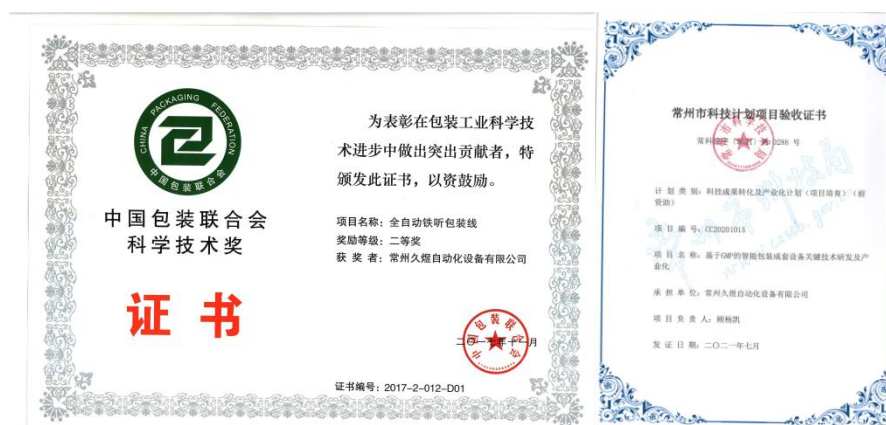 CHINA PACKAGING FEDERATION
中国包装联合会
中国包装联合会
科学技术奖
证书
为表彰在包装工业科学技
术进步中做出突出贡献者，特
颁发此证书，以资鼓励。
项目名称：全自动铁听包装线
奖励等级：二等奖
获 奖 者：常州久煜自动化设备有限公司
中国包装联合会
二〇一七年十一月
证书编号：2017-2-012-D01
常州市科技计划项目验收证书
0288 号
计 划 类 别：科技成果转化及产业化计划（项目培育）（前
资助）
项 目 编 号：CC20201015
项 目 名 称：基于GMP的智能包装成套设备关键技术研发及产
业化
承 担 单 位：常州久煜自动化设备有限公司
项 目 负 责 人：顾杨凯
发 证 日 期：二〇二一年七月